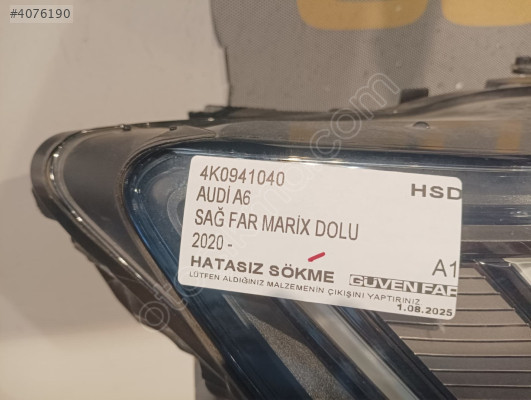 #4076190
4K0941040
HSD
AUDİ A6
SAĞ FAR MARİX DOLU
2020 -
A1
HATASIZ SÖKME
GÜVEN FAR
LÜTFEN ALDIĞINIZ MALZEMENİN ÇIKIŞINI YAPTIRINIZ.
1.08.2025